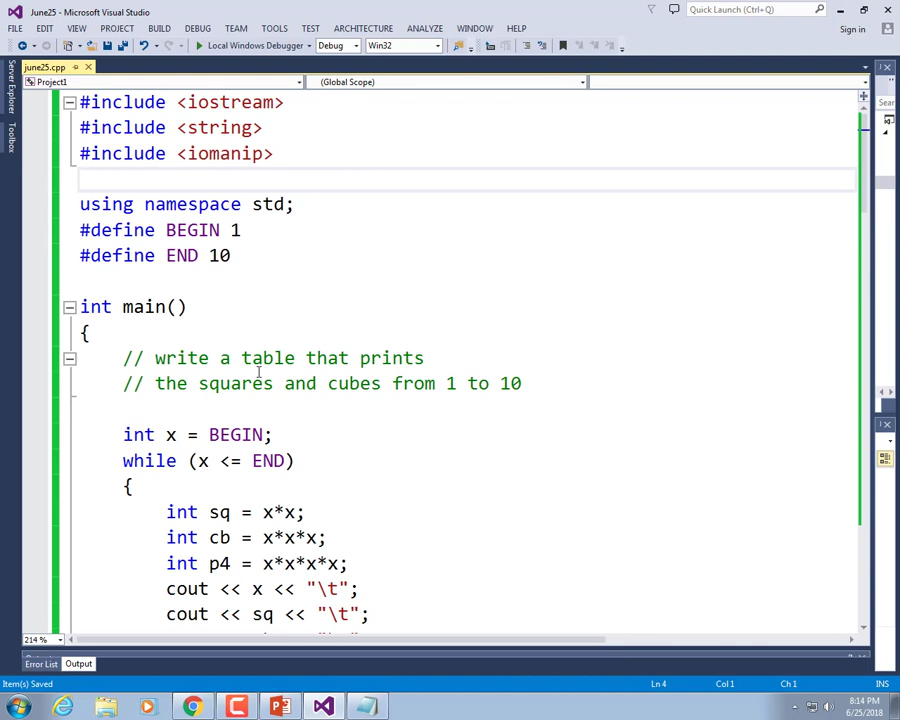 June25 - Microsoft Visual Studio
Quick Launch (Ctrl+Q)
FILE EDIT VIEW PROJECT BUILD DEBUG TEAM TOOLS TEST ARCHITECTURE ANALYZE WINDOW HELP
Sign in
Local Windows Debugger Debug Win32
june25.cpp
Project1 (Global Scope)
Server Explorer
Toolbox
Sear
#include <iostream>
#include <string>
#include <iomanip>
using namespace std;
#define BEGIN 1
#define END 10
int main()
{
// write a table that prints
// the squares and cubes from 1 to 10
int x = BEGIN;
while (x <= END)
{
int sq = x*x;
int cb = x*x*x;
int p4 = x*x*x*x;
cout << x << "\t";
cout << sq << "\t";
214 %
Error List Output
Item(s) Saved Ln 4 Col 1 Ch 1 INS
8:14 PM
6/25/2018